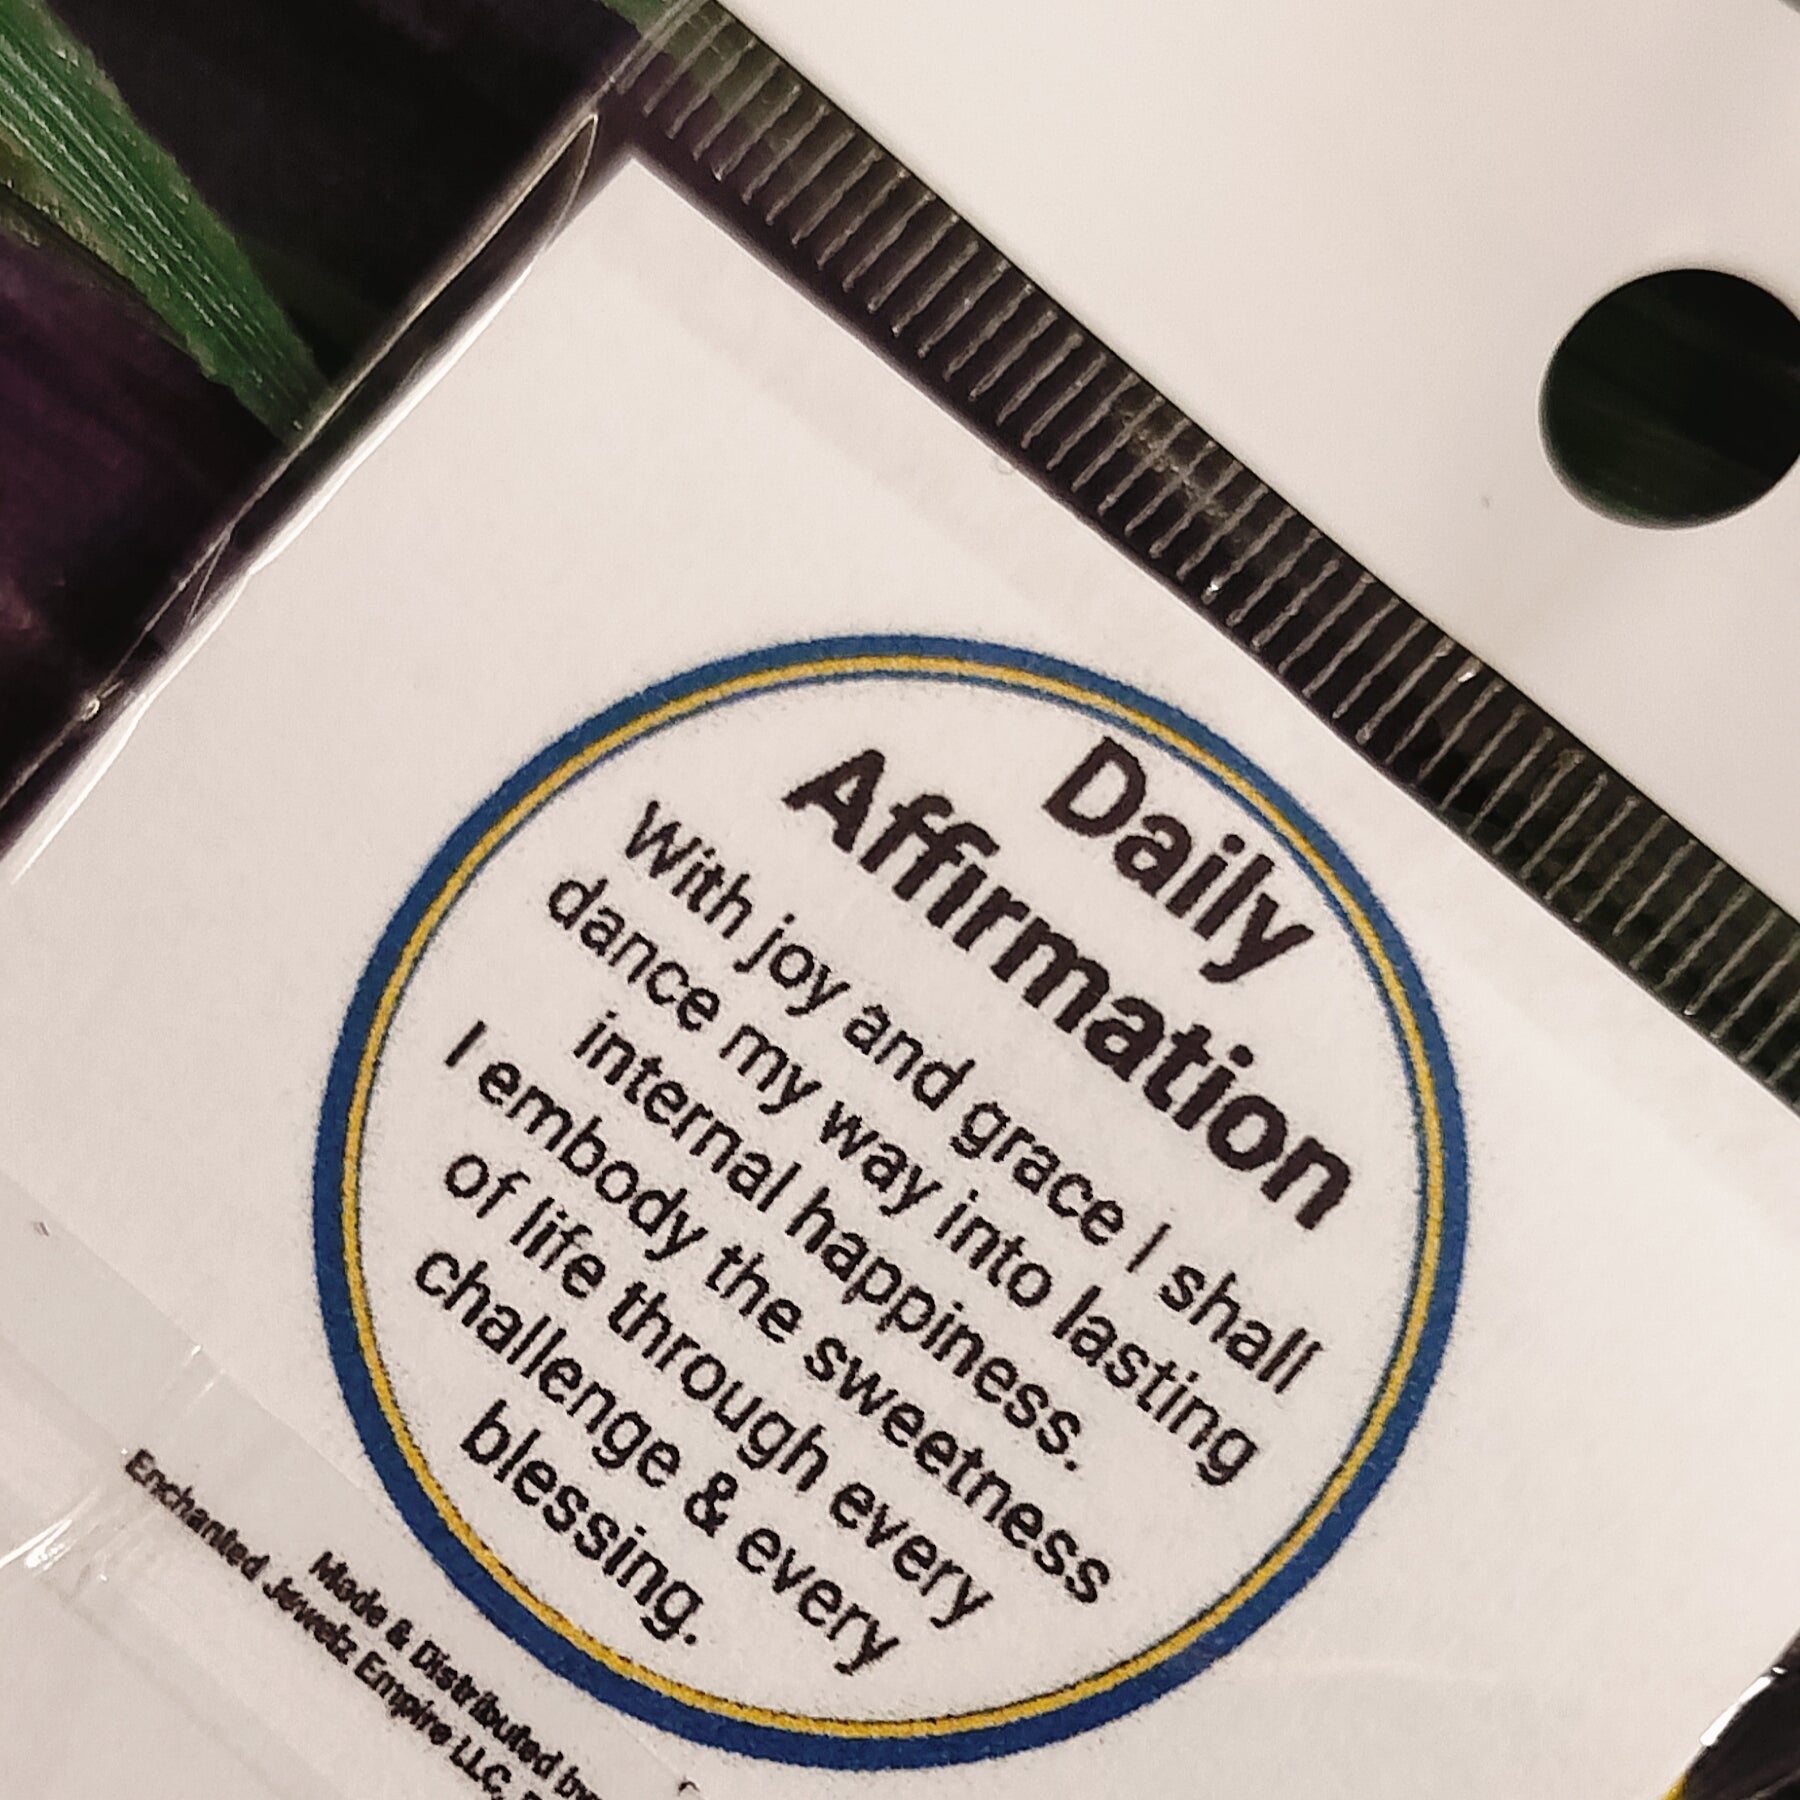 Daily
Affirmation
With joy and grace I shall
dance my way into lasting
internal happiness.
I embody the sweetness
of life through every
challenge & every
blessing.
Made & Distributed by
Enchanted Jewelz Empire LLC,